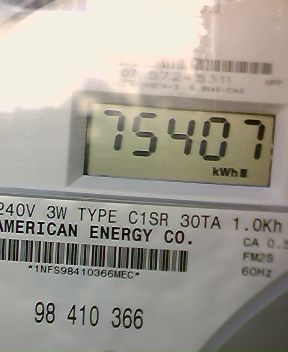 75407
kWh
240V 3W TYPE C1SR 30TA 1.0Kh
AMERICAN ENERGY CO.
CA 0.5
FM2S
60Hz
*1NFS98410366MEC*
98 410 366